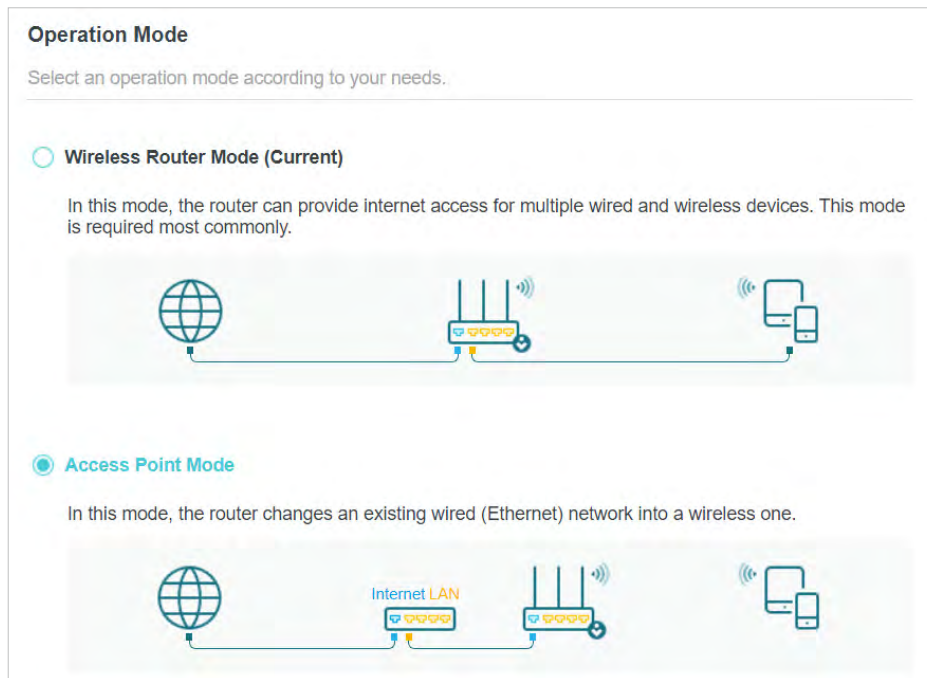 Operation Mode
Select an operation mode according to your needs.
Wireless Router Mode (Current)
In this mode, the router can provide internet access for multiple wired and wireless devices. This mode
is required most commonly.
Access Point Mode
In this mode, the router changes an existing wired (Ethernet) network into a wireless one.
Internet LAN